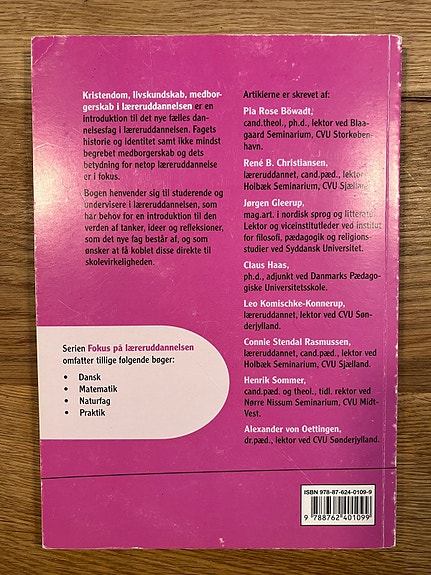 Kristendom, livskundskab, medbor-
gerskab i læreruddannelsen er en
introduktion til det nye fælles dan-
nelsesfag i læreruddannelsen. Fagets
historie og identitet samt ikke mindst
begrebet medborgerskab og dets
betydning for netop læreruddannelse
er i fokus.
Bogen henvender sig til studerende og
undervisere i læreruddannelsen, som
har behov for en introduktion til den
verden af tanker, ideer og refleksioner,
som det nye fag består af, og som
ønsker at få koblet disse direkte til
skolevirkeligheden.
Serien Fokus på læreruddannelsen
omfatter tillige følgende bøger:
• Dansk
• Matematik
• Naturfag
• Praktik
Artiklerne er skrevet af:
Pia Rose Böwadt,
cand.theol., ph.d., lektor ved Blaa-
gaard Seminarium, CVU Storkøben-
havn.
René B. Christiansen,
læreruddannet, cand.pæd., lektor ved
Holbæk Seminarium, CVU Sjælland.
Jørgen Gleerup,
mag.art. i nordisk sprog og litteratur.
Lektor og viceinstitutleder ved institut
for filosofi, pædagogik og religions-
studier ved Syddansk Universitet.
Claus Haas,
ph.d., adjunkt ved Danmarks Pædago-
giske Universitetsskole.
Leo Komischke-Konnerup,
læreruddannet, lektor ved CVU Søn-
derjylland.
Connie Stendal Rasmussen,
læreruddannet, cand.pæd., lektor ved
Holbæk Seminarium, CVU Sjælland.
Henrik Sommer,
cand.pæd. og theol., tidl. rektor ved
Nørre Nissum Seminarium, CVU Midt-
Vest.
Alexander von Oettingen,
dr.pæd., lektor ved CVU Sønderjylland.
ISBN 978-87-624-0109-9
9 788762 401099